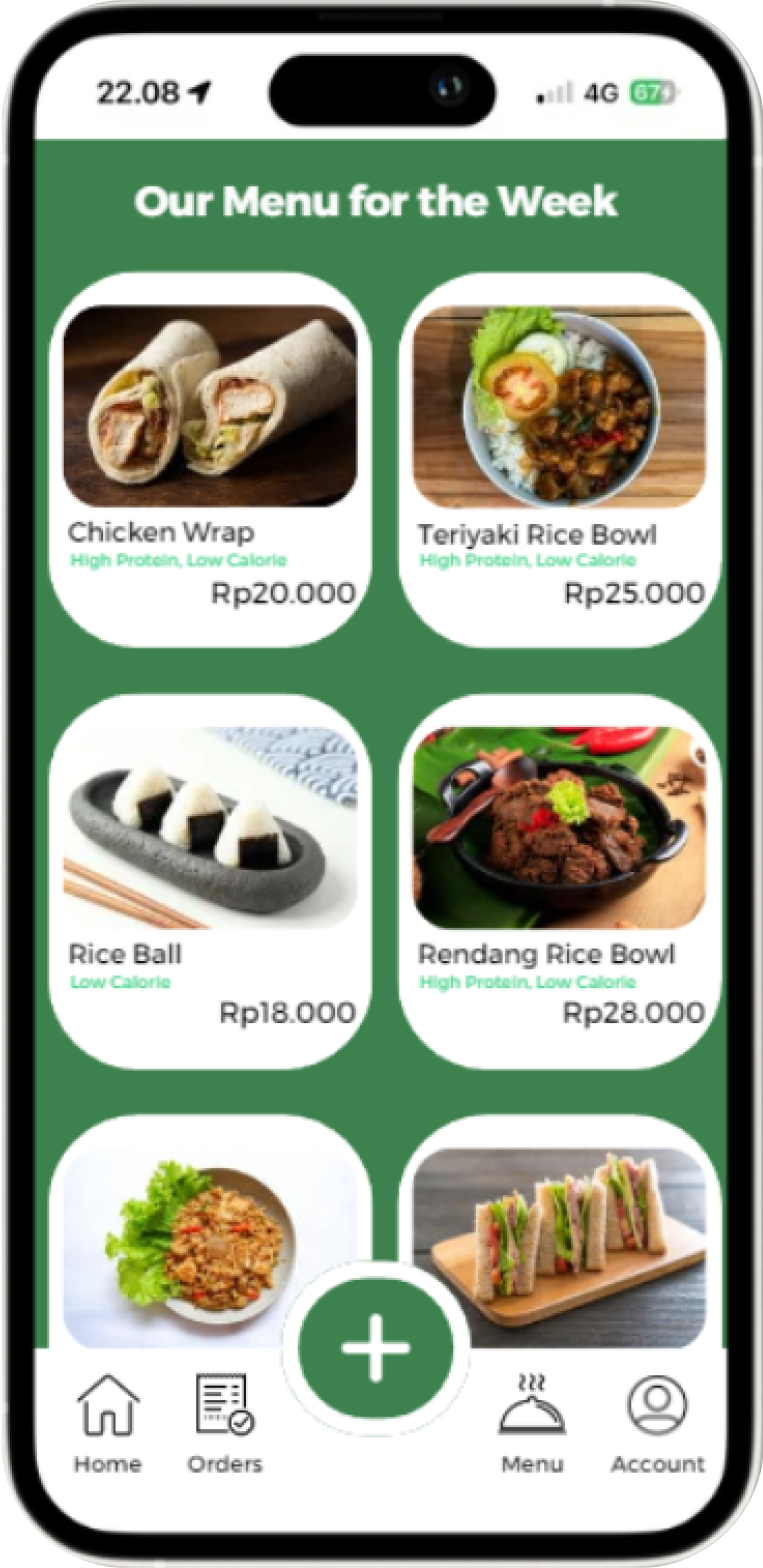 22.08 4G 67
Our Menu for the Week
Chicken Wrap
High Protein, Low Calorie
Rp20.000
Teriyaki Rice Bowl
High Protein, Low Calorie
Rp25.000
Rice Ball
Low Calorie
Rp18.000
Rendang Rice Bowl
High Protein, Low Calorie
Rp28.000
Home
Orders
Menu
Account